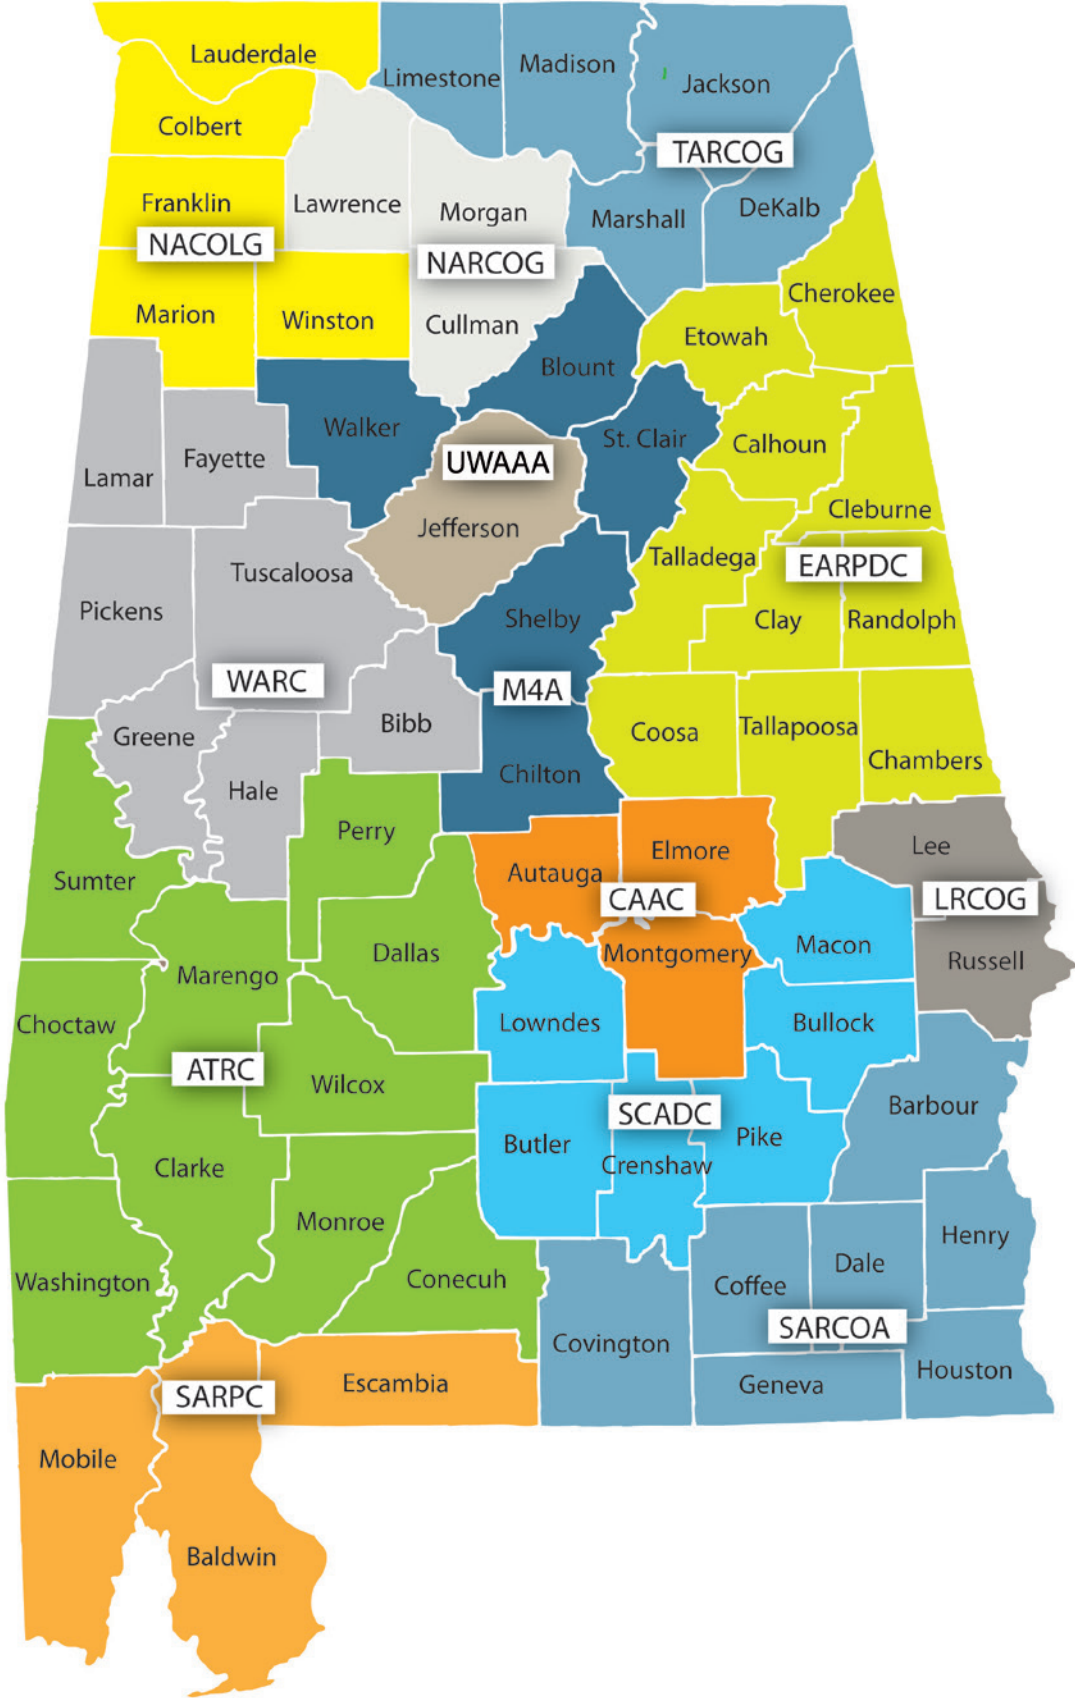 Lauderdale
Limestone
Madison
Jackson
Colbert
TARCOG
Franklin
Lawrence
Morgan
Marshall
DeKalb
NACOLG
NARCOG
Cherokee
Marion
Winston
Cullman
Etowah
Blount
Walker
St. Clair
Calhoun
Lamar
Fayette
UWAAA
Cleburne
Jefferson
Talladega
EARPDC
Tuscaloosa
Pickens
Shelby
Clay
Randolph
WARC
M4A
Greene
Bibb
Coosa
Tallapoosa
Chambers
Hale
Chilton
Perry
Elmore
Lee
Sumter
Autauga
CAAC
LRCOG
Dallas
Montgomery
Macon
Russell
Marengo
Choctaw
Lowndes
Bullock
ATRC
Wilcox
SCADC
Barbour
Butler
Pike
Clarke
Crenshaw
Monroe
Henry
Washington
Conecuh
Coffee
Dale
Covington
SARCOA
Escambia
SARPC
Geneva
Houston
Mobile
Baldwin